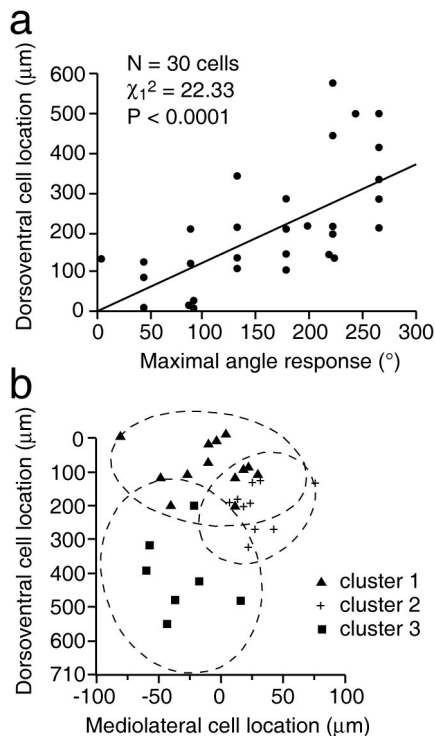 a
N = 30 cells
χ₁² = 22.33
P < 0.0001
Dorsoventral cell location (μm)
600
500
400
300
200
100
0
0 50 100 150 200 250 300
Maximal angle response (°)
b
Dorsoventral cell location (μm)
0
100
200
300
400
500
600
710
▲ cluster 1
+ cluster 2
■ cluster 3
-100 -50 0 50 100
Mediolateral cell location (μm)